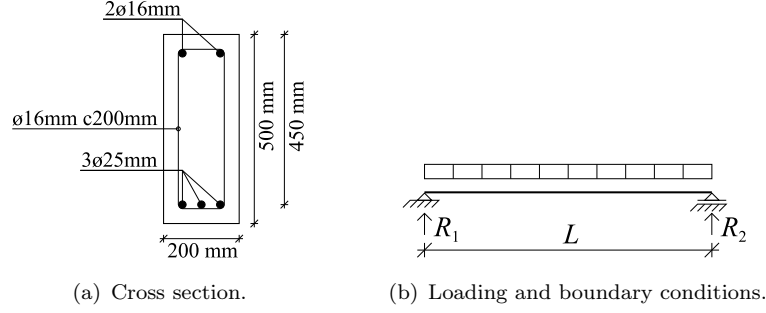 2ø16mm
ø16mm c200mm
3ø25mm
500 mm
450 mm
200 mm
R1
L
R2
(a) Cross section.
(b) Loading and boundary conditions.